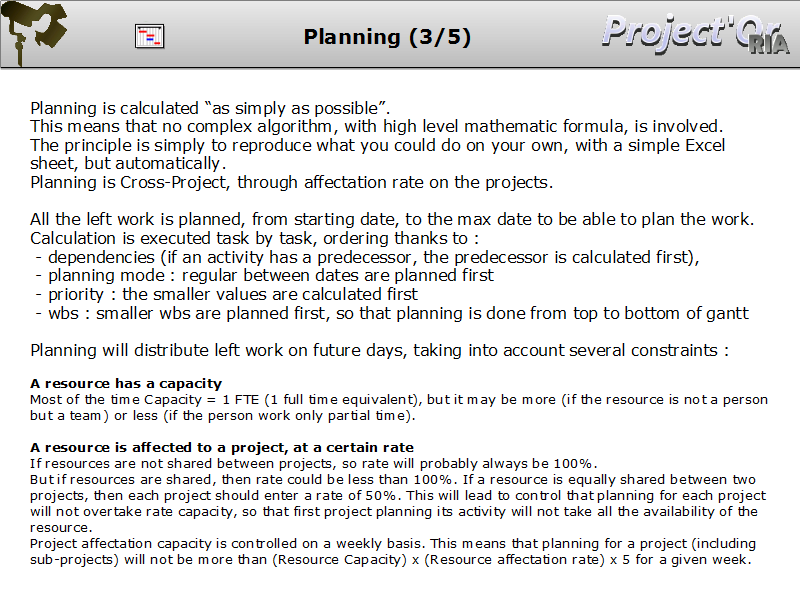 Planning (3/5)
Project'Or
RIA
Planning is calculated “as simply as possible”.
This means that no complex algorithm, with high level mathematic formula, is involved.
The principle is simply to reproduce what you could do on your own, with a simple Excel
sheet, but automatically.
Planning is Cross-Project, through affectation rate on the projects.
All the left work is planned, from starting date, to the max date to be able to plan the work.
Calculation is executed task by task, ordering thanks to :
- dependencies (if an activity has a predecessor, the predecessor is calculated first),
- planning mode : regular between dates are planned first
- priority : the smaller values are calculated first
- wbs : smaller wbs are planned first, so that planning is done from top to bottom of gantt
Planning will distribute left work on future days, taking into account several constraints :
A resource has a capacity
Most of the time Capacity = 1 FTE (1 full time equivalent), but it may be more (if the resource is not a person
but a team) or less (if the person work only partial time).
A resource is affected to a project, at a certain rate
If resources are not shared between projects, so rate will probably always be 100%.
But if resources are shared, then rate could be less than 100%. If a resource is equally shared between two
projects, then each project should enter a rate of 50%. This will lead to control that planning for each project
will not overtake rate capacity, so that first project planning its activity will not take all the availability of the
resource.
Project affectation capacity is controlled on a weekly basis. This means that planning for a project (including
sub-projects) will not be more than (Resource Capacity) x (Resource affectation rate) x 5 for a given week.